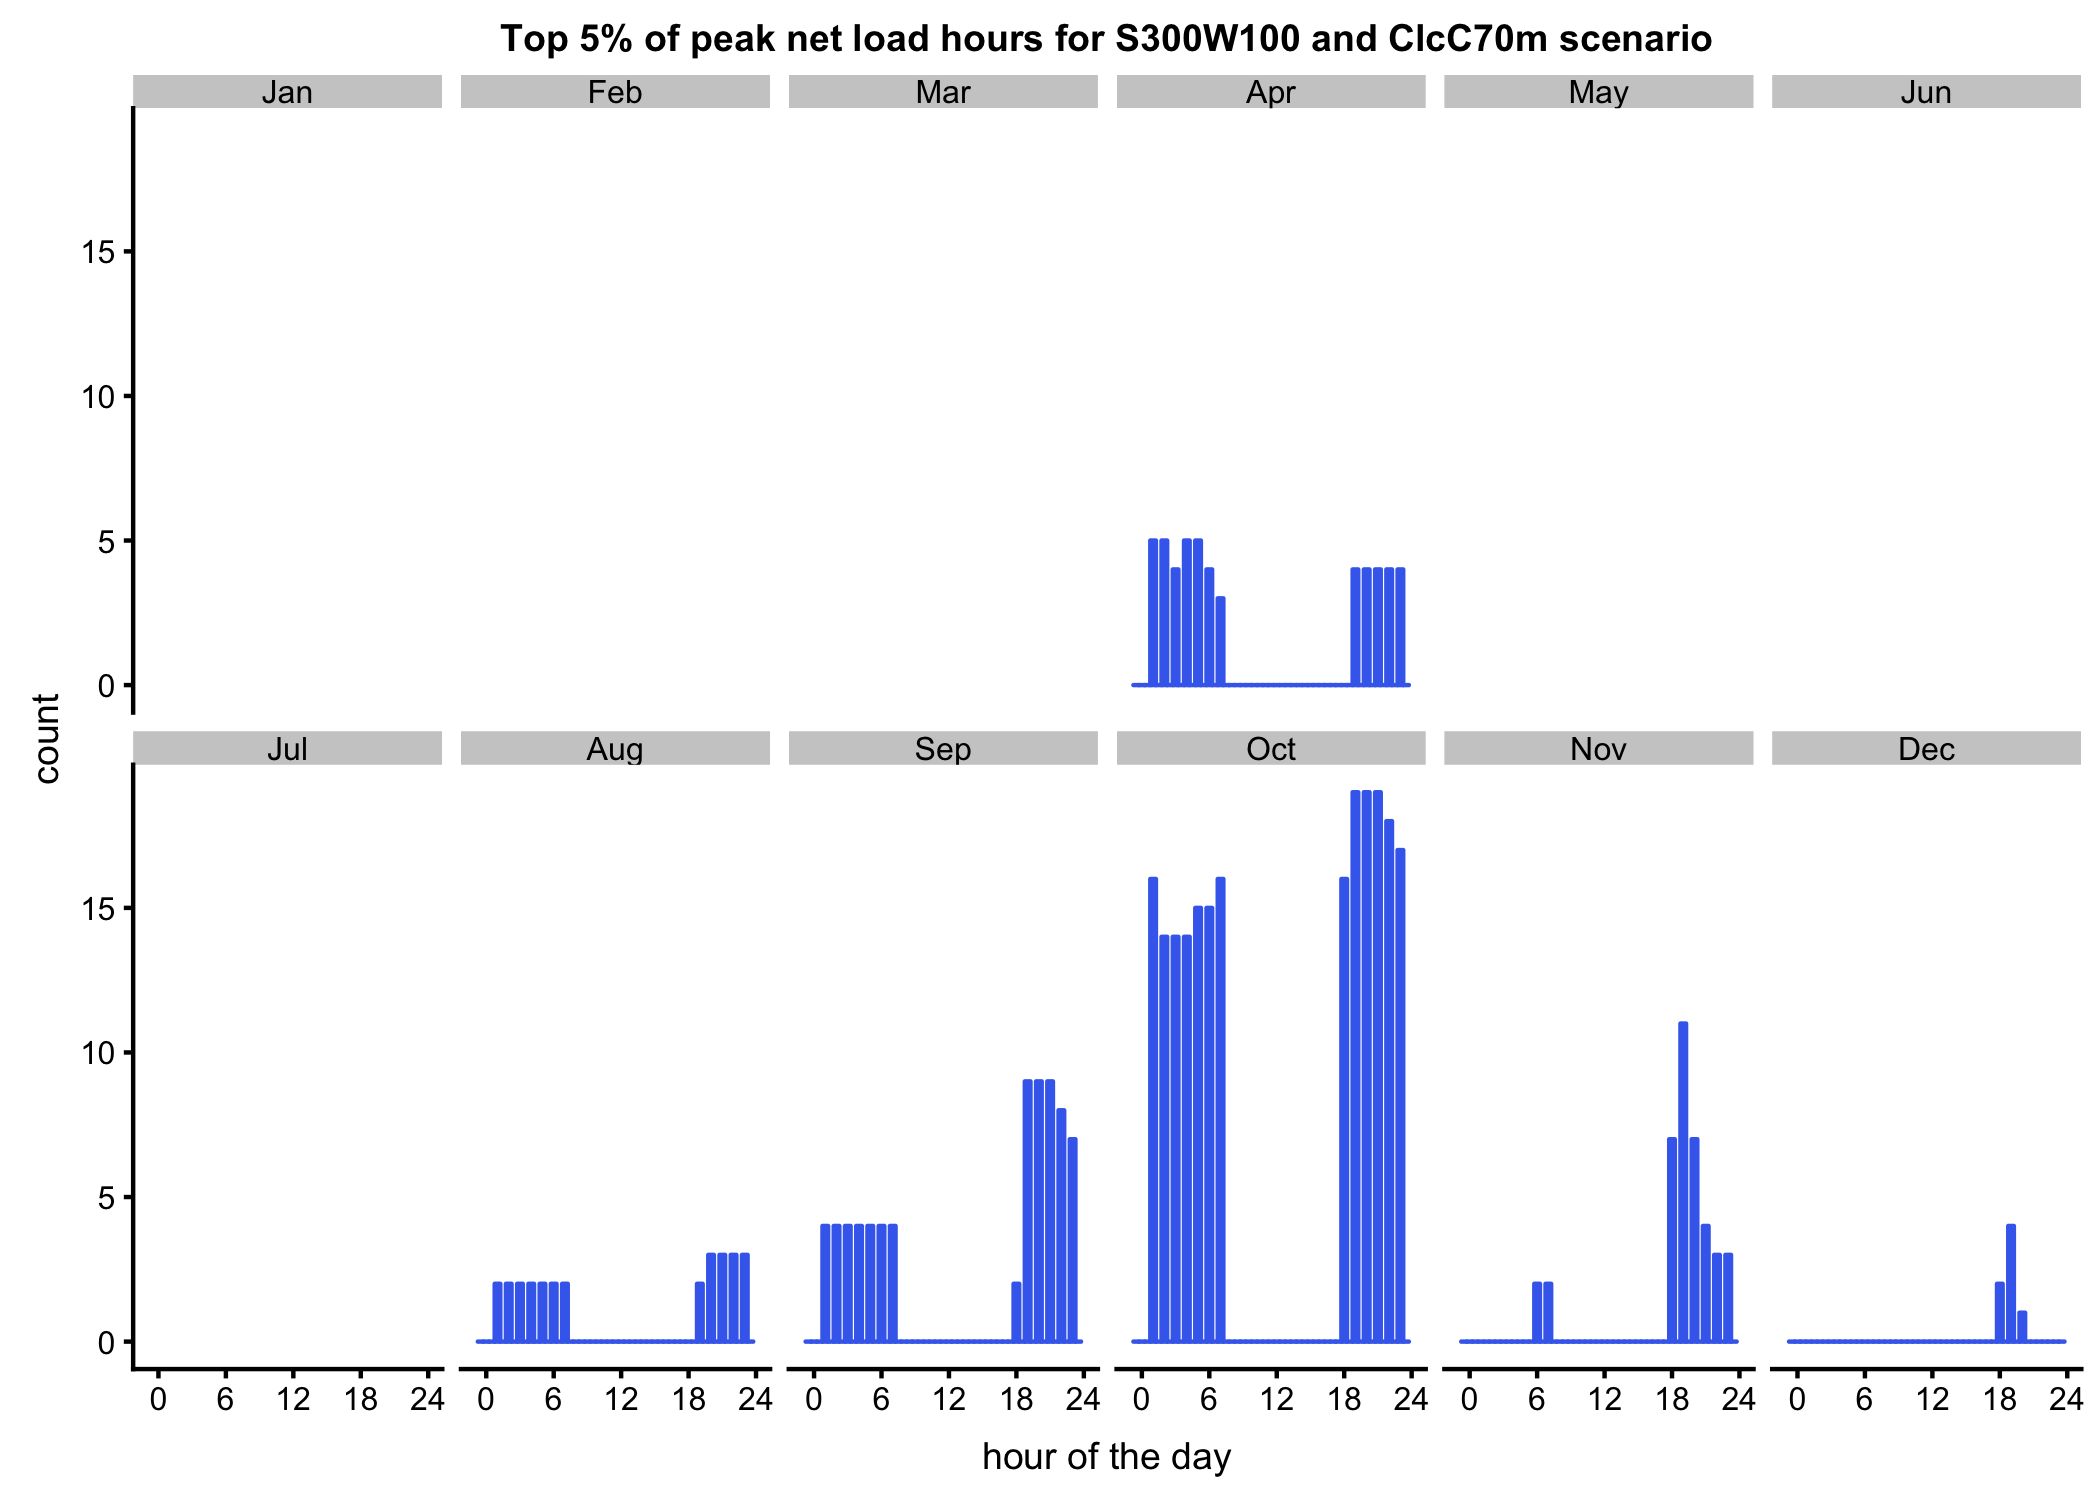 Top 5% of peak net load hours for S300W100 and ClcC70m scenario
Jan Feb Mar Apr May Jun
15
10
5
0
count
Jul Aug Sep Oct Nov Dec
15
10
5
0
0 6 12 18 24 0 6 12 18 24 0 6 12 18 24 0 6 12 18 24 0 6 12 18 24 0 6 12 18 24
hour of the day